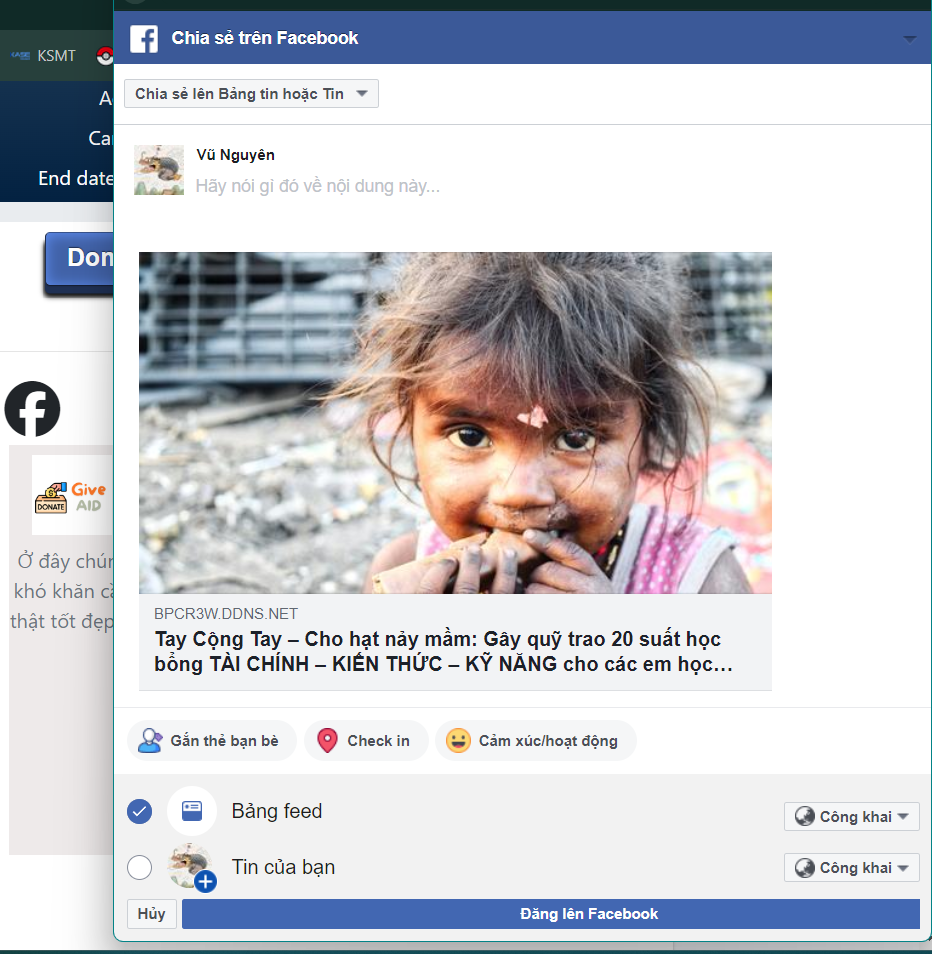 Chia sẻ trên Facebook
KSMT
Chia sẻ lên Bảng tin hoặc Tin
End date
Vũ Nguyên
Hãy nói gì đó về nội dung này...
Don
Give
AID
DONATE
Ở đây chún
khó khăn cầ
thật tốt đẹp
BPCR3W.DDNS.NET
Tay Cộng Tay – Cho hạt nảy mầm: Gây quỹ trao 20 suất học
bổng TÀI CHÍNH – KIẾN THỨC – KỸ NĂNG cho các em học…
Gắn thẻ bạn bè
Check in
Cảm xúc/hoạt động
Bảng feed
Công khai
Tin của bạn
Công khai
Hủy
Đăng lên Facebook